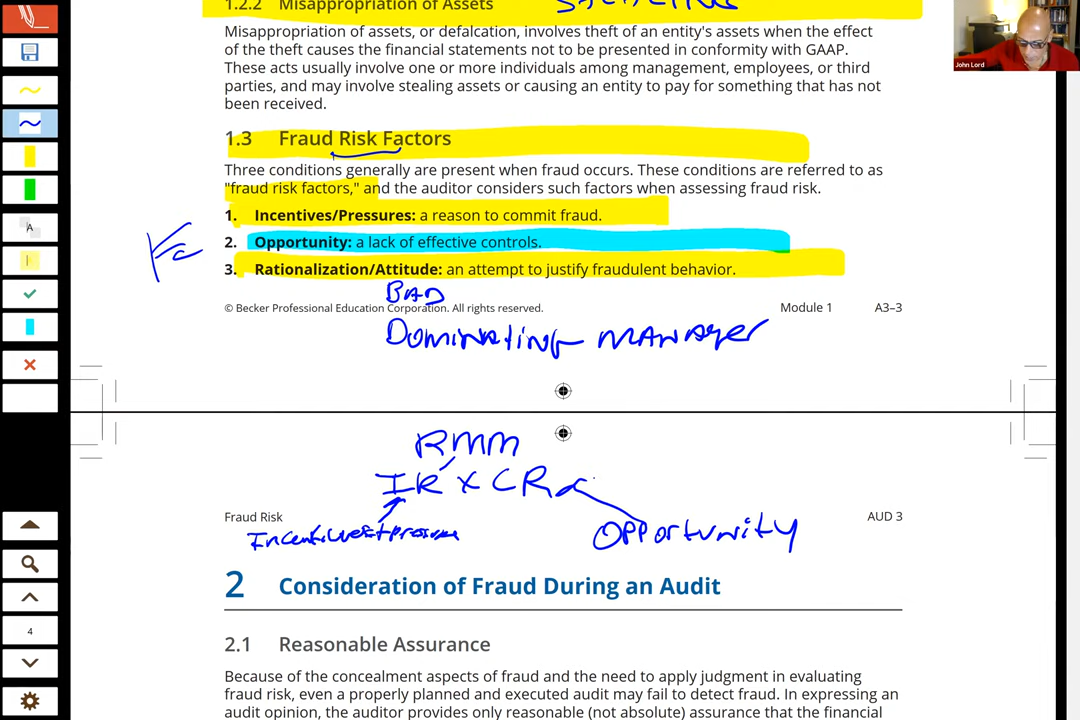 1.2.2 Misappropriation of Assets
John Lord
Misappropriation of assets, or defalcation, involves theft of an entity's assets when the effect
of the theft causes the financial statements not to be presented in conformity with GAAP.
These acts usually involve one or more individuals among management, employees, or third
parties, and may involve stealing assets or causing an entity to pay for something that has not
been received.
1.3 Fraud Risk Factors
Three conditions generally are present when fraud occurs. These conditions are referred to as
"fraud risk factors," and the auditor considers such factors when assessing fraud risk.
1. Incentives/Pressures: a reason to commit fraud.
2. Opportunity: a lack of effective controls.
3. Rationalization/Attitude: an attempt to justify fraudulent behavior.
BAD
© Becker Professional Education Corporation. All rights reserved. Module 1 A3–3
Dominating Manager
RMM
IR x CR
Fraud Risk AUD 3
Opportunity
2 Consideration of Fraud During an Audit
2.1 Reasonable Assurance
Because of the concealment aspects of fraud and the need to apply judgment in evaluating
fraud risk, even a properly planned and executed audit may fail to detect fraud. In expressing an
audit opinion, the auditor provides only reasonable (not absolute) assurance that the financial
A
4